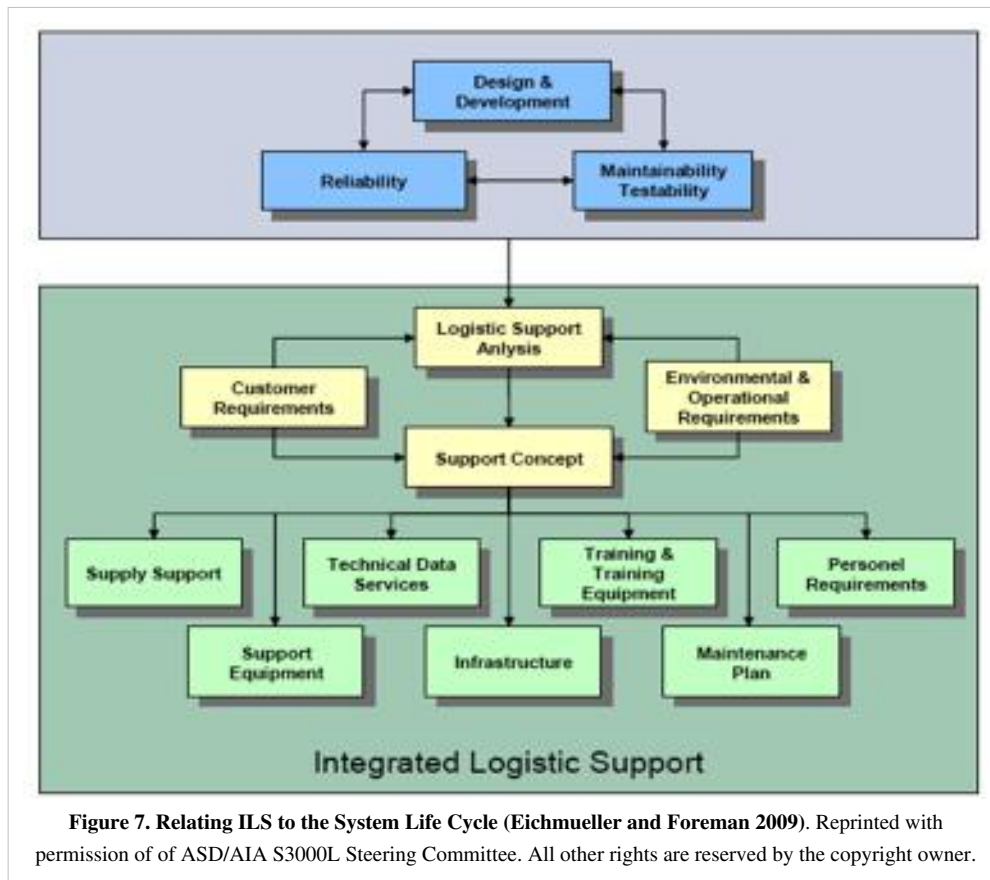 Design &
Development
Reliability
Maintainability
Testability
Logistic Support
Anlysis
Customer
Requirements
Environmental &
Operational
Requirements
Support Concept
Supply Support
Technical Data
Services
Training &
Training
Equipment
Personel
Requirements
Support
Equipment
Infrastructure
Maintenance
Plan
Integrated Logistic Support
Figure 7. Relating ILS to the System Life Cycle (Eichmueller and Foreman 2009). Reprinted with
permission of of ASD/AIA S3000L Steering Committee. All other rights are reserved by the copyright owner.